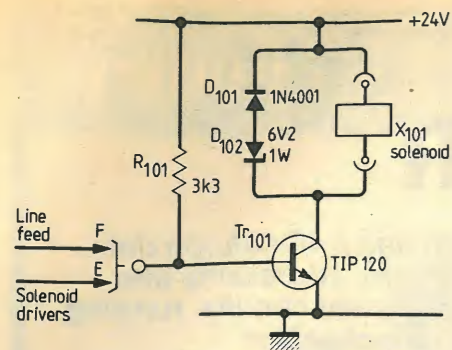 +24V
D101
1N4001
D102
6V2
1W
X101
solenoid
R101
3k3
Line
feed
F
E
Solenoid
drivers
Tr101
TIP 120